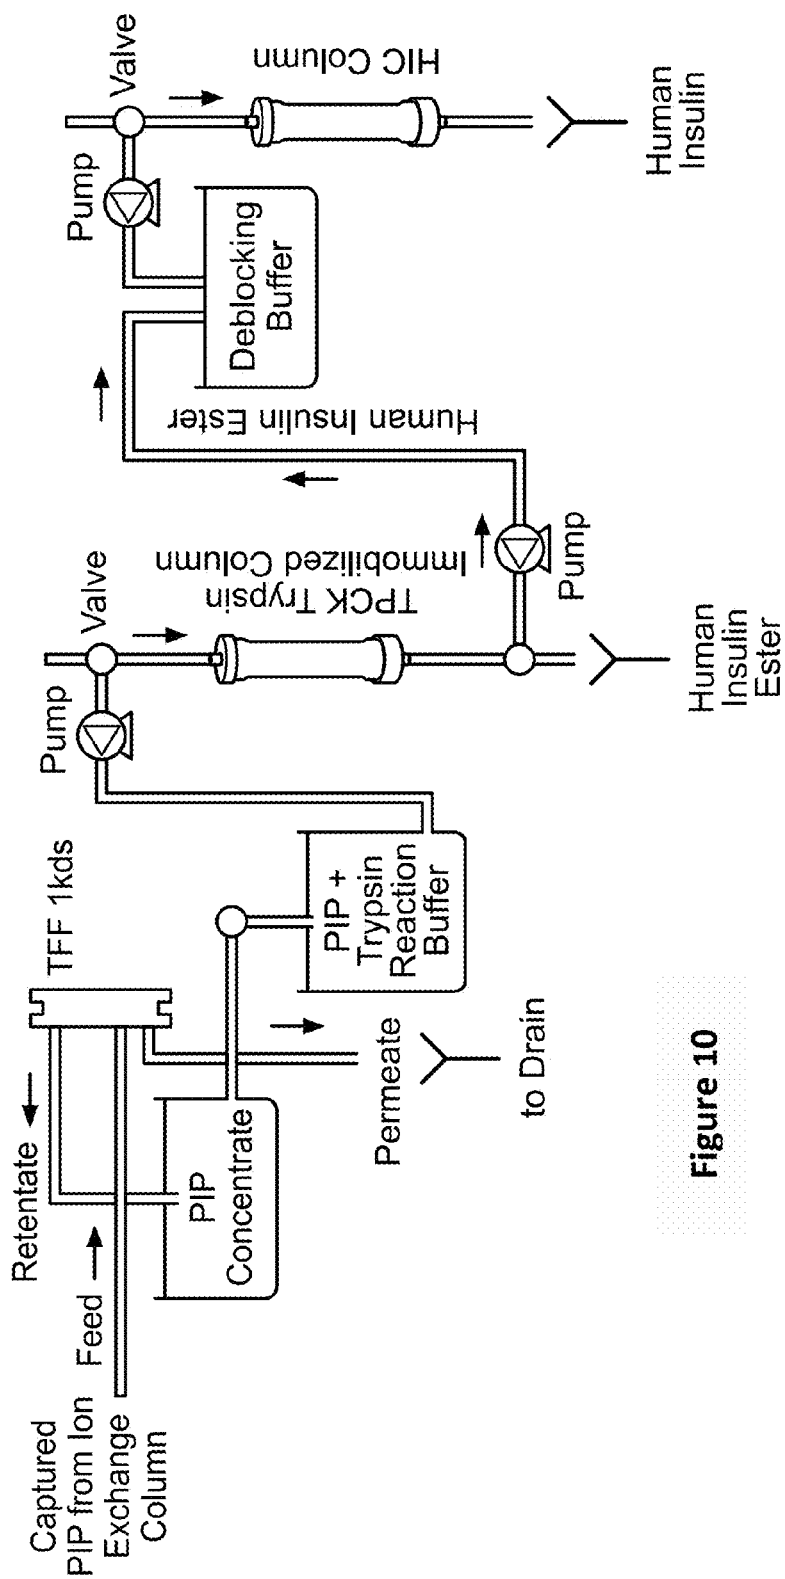 Captured
PIP from Ion
Exchange
Column
Feed
Retentate
TFF 1kds
PIP
Concentrate
Permeate
to Drain
PIP +
Trypsin
Reaction
Buffer
Pump
Valve
TPCK Trypsin
Immobilized Column
Human
Insulin
Ester
Pump
Human Insulin Ester
Deblocking
Buffer
Pump
Valve
HIC Column
Human
Insulin
Figure 10